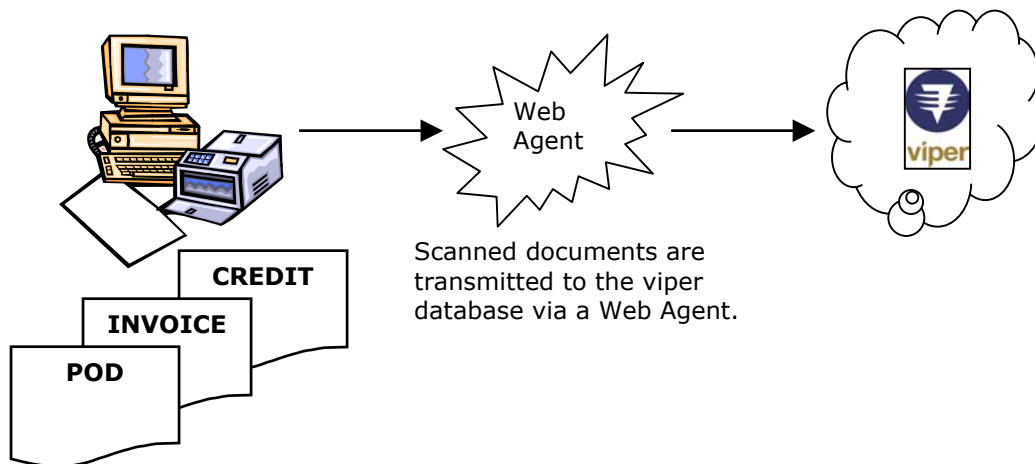 Web
Agent
viper
Scanned documents are
transmitted to the viper
database via a Web Agent.
CREDIT
INVOICE
POD